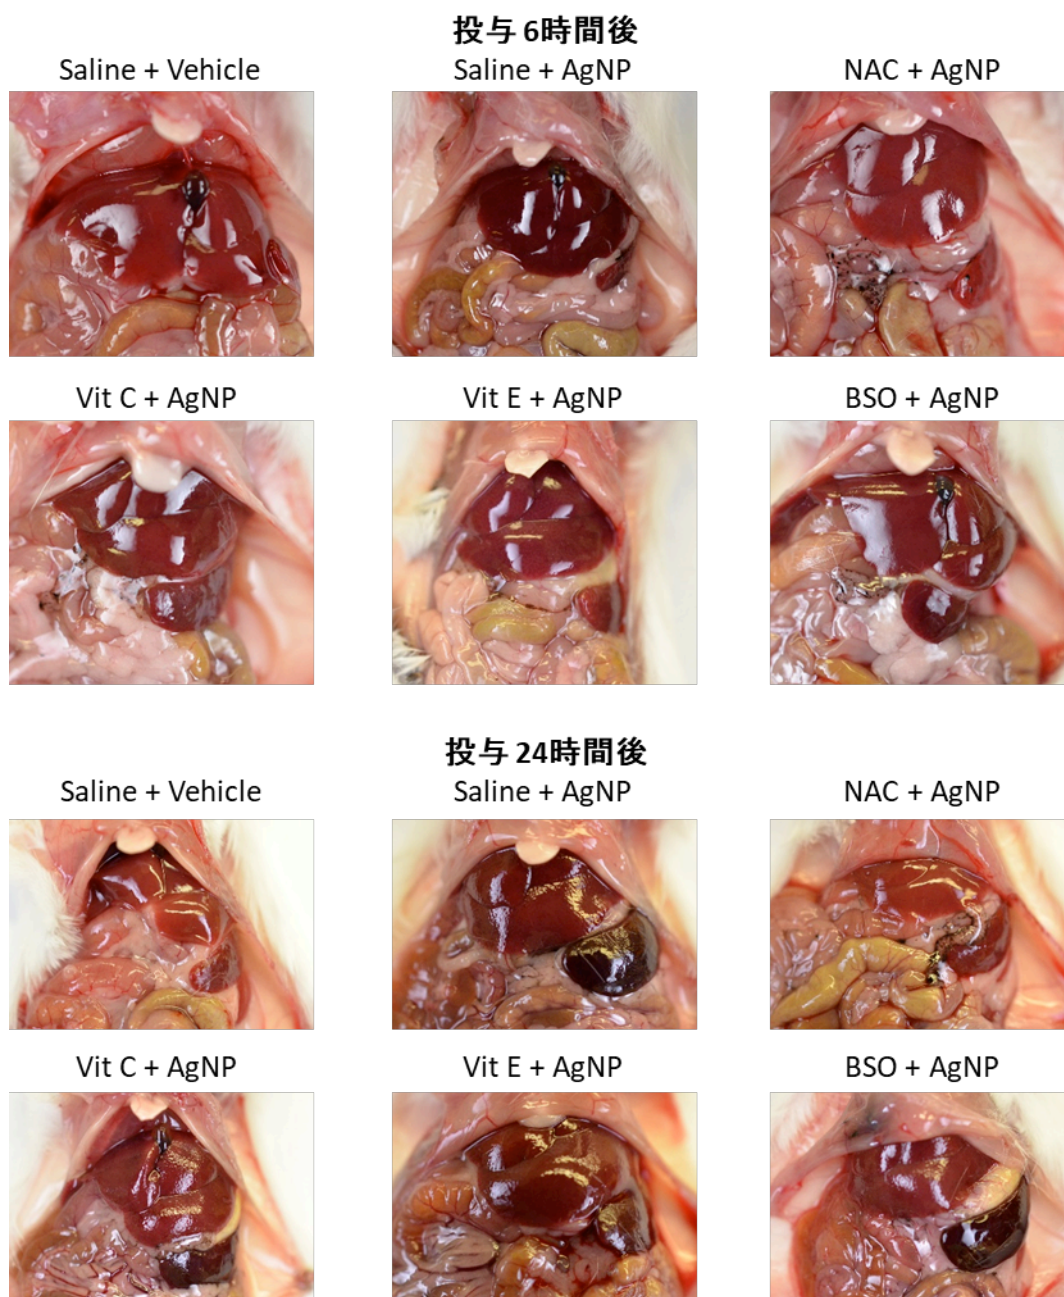 投与 6時間後
Saline + Vehicle
Saline + AgNP
NAC + AgNP
Vit C + AgNP
Vit E + AgNP
BSO + AgNP
投与 24時間後
Saline + Vehicle
Saline + AgNP
NAC + AgNP
Vit C + AgNP
Vit E + AgNP
BSO + AgNP